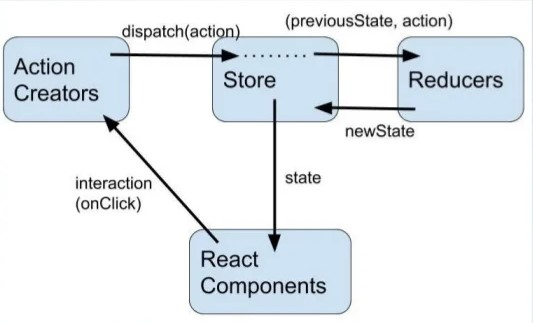 dispatch(action)
(previousState, action)
Action
Creators
Store
Reducers
newState
interaction
(onClick)
state
React
Components